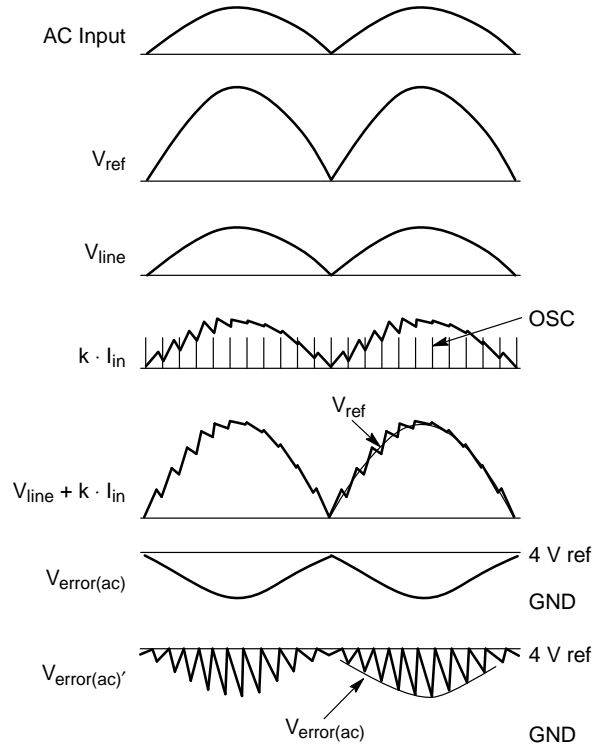 AC Input
Vref
Vline
OSC
k · Iin
Vref
Vline + k · Iin
4 V ref
Verror(ac)
GND
4 V ref
Verror(ac)′
Verror(ac)
GND